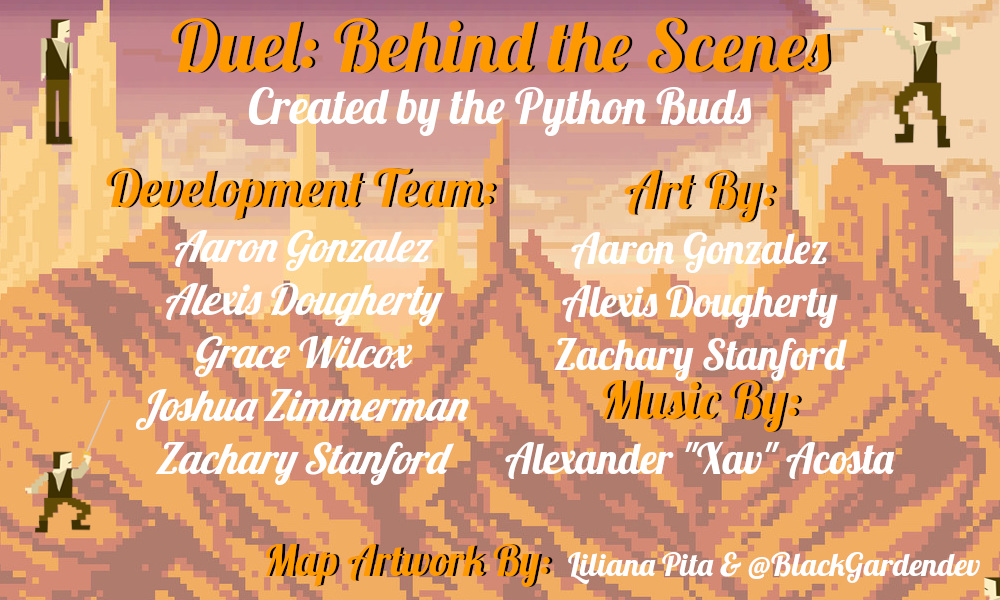 Duel: Behind the Scenes
Created by the Python Buds
Development Team:
Aaron Gonzalez
Alexis Dougherty
Grace Wilcox
Joshua Zimmerman
Zachary Stanford
Art By:
Aaron Gonzalez
Alexis Dougherty
Zachary Stanford
Music By:
Alexander "Xav" Acosta
Map Artwork By: Liliana Pita & @BlackGardendev